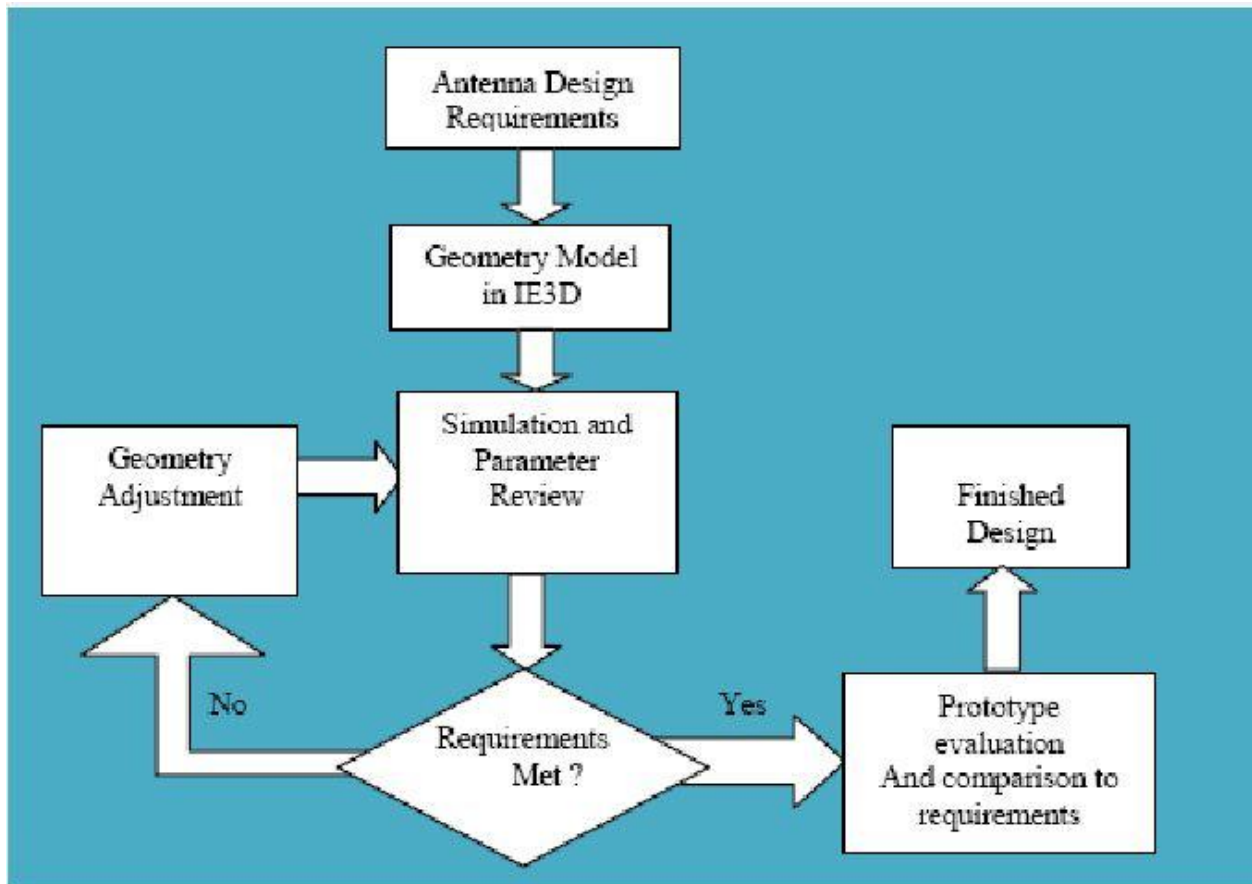 Antenna Design
Requirements
Geometry Model
in IE3D
Simulation and
Parameter
Review
Geometry
Adjustment
Finished
Design
No
Yes
Requirements
Met ?
Prototype
evaluation
And comparison to
requirements